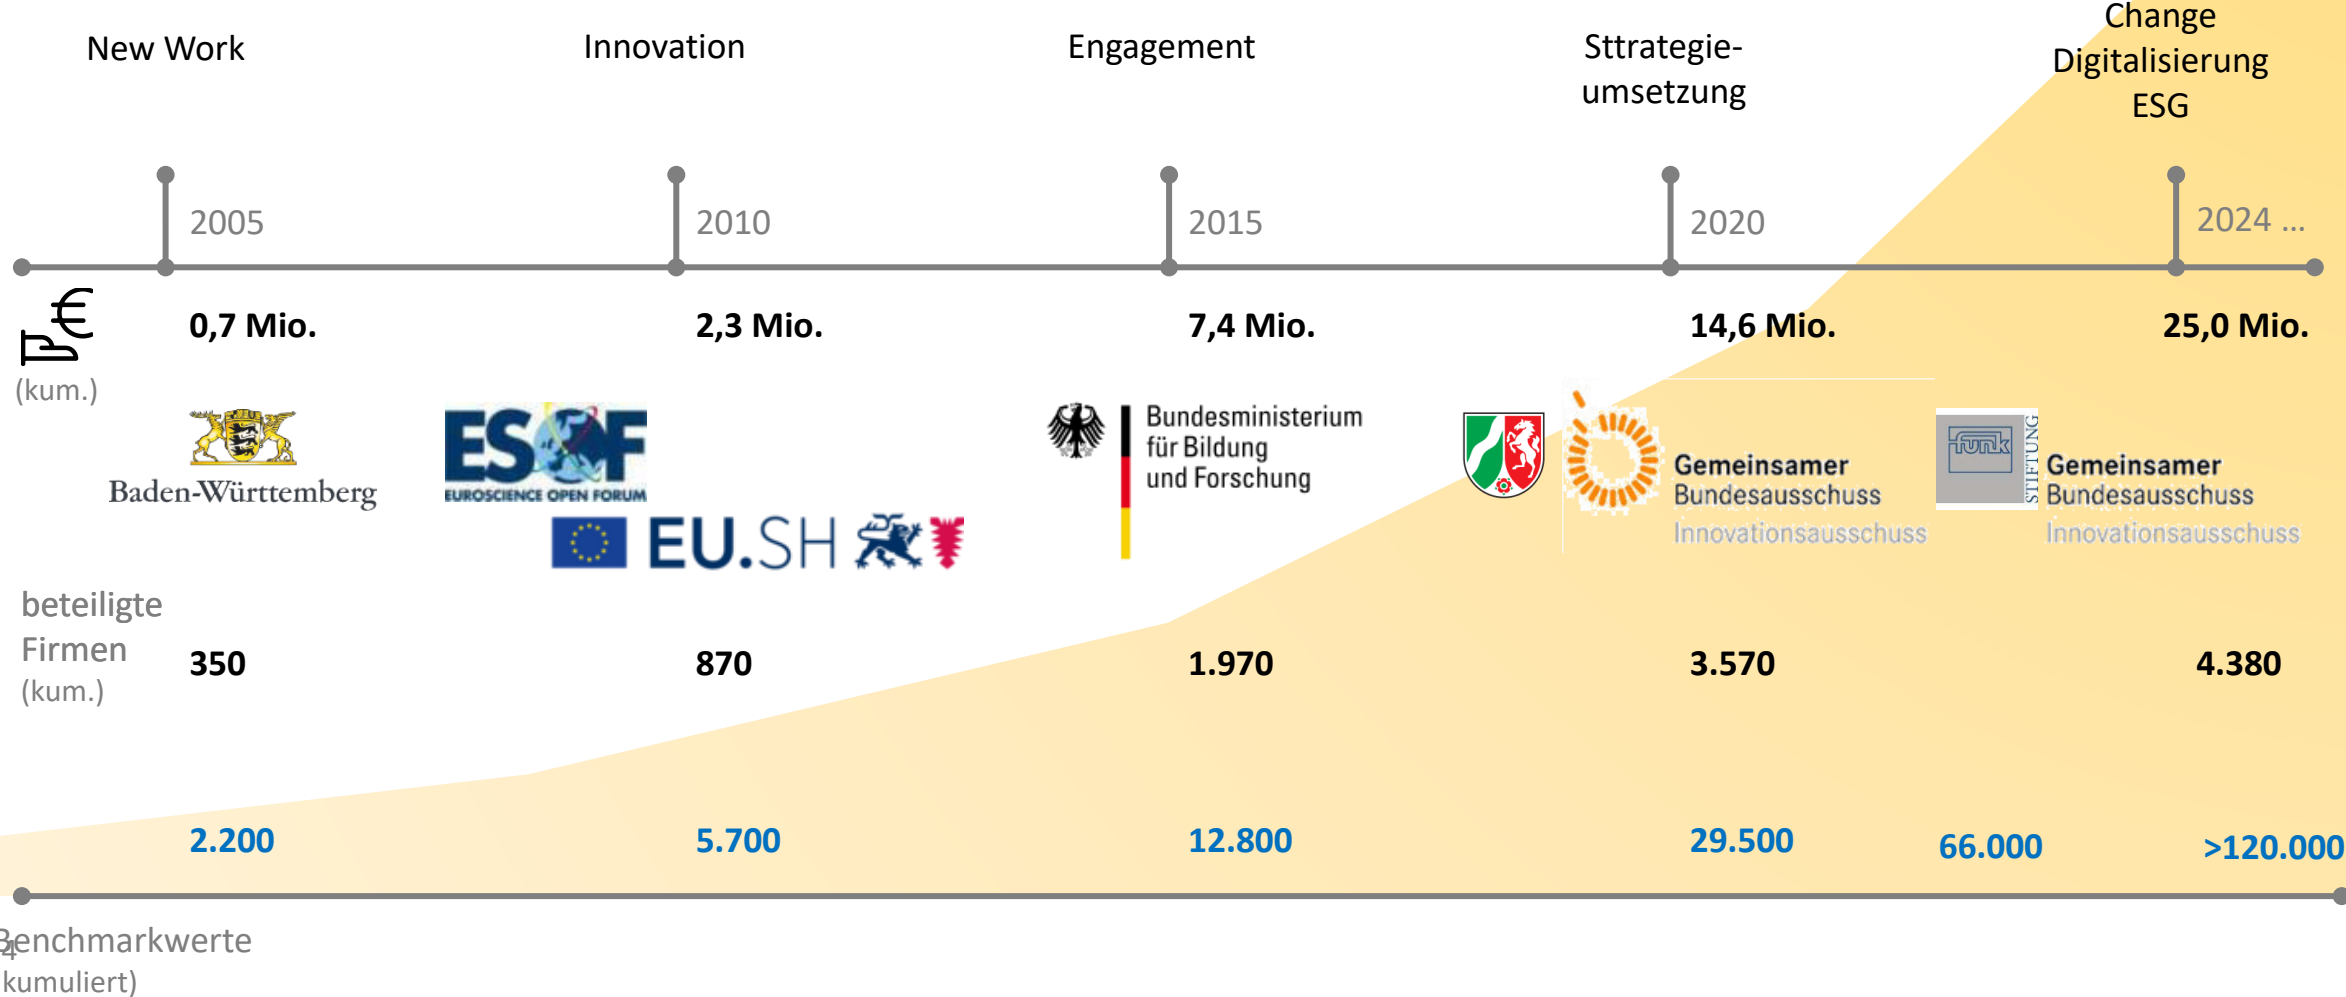 New Work
Innovation
Engagement
Sttrategie-
umsetzung
Change
Digitalisierung
ESG
2005
2010
2015
2020
2024 ...
€
(kum.)
0,7 Mio.
2,3 Mio.
7,4 Mio.
14,6 Mio.
25,0 Mio.
Baden-Württemberg
ESOF
EUROSCIENCE OPEN FORUM
EU.SH
Bundesministerium
für Bildung
und Forschung
Gemeinsamer
Bundesausschuss
Innovationsausschuss
funk
STIFTUNG
Gemeinsamer
Bundesausschuss
Innovationsausschuss
beteiligte
Firmen
(kum.)
350
870
1.970
3.570
4.380
2.200
5.700
12.800
29.500
66.000
>120.000
Benchmarkwerte
kumuliert)
4